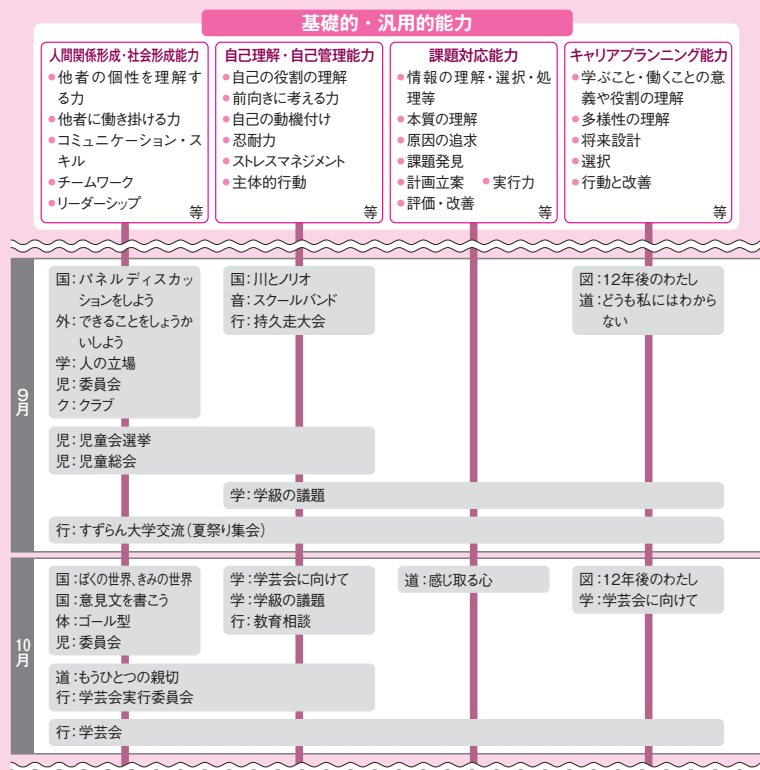 基礎的・汎用的能力
人間関係形成・社会形成能力
●他者の個性を理解す
る力
●他者に働き掛ける力
●コミュニケーション・ス
キル
●チームワーク
●リーダーシップ
等
自己理解・自己管理能力
●自己の役割の理解
●前向きに考える力
●自己の動機付け
●忍耐力
●ストレスマネジメント
●主体的行動
等
課題対応能力
●情報の理解・選択・処
理等
●本質の理解
●原因の追求
●課題発見
●計画立案 ●実行力
●評価・改善
等
キャリアプランニング能力
●学ぶこと・働くことの意
義や役割の理解
●多様性の理解
●将来設計
●選択
●行動と改善
等
9月
国:パネルディスカッ
ションをしよう
外:できることをしょうか
いしよう
学:人の立場
児:委員会
ク:クラブ
国:川とノリオ
音:スクールバンド
行:持久走大会
図:12年後のわたし
道:どうも私にはわから
ない
児:児童会選挙
児:児童総会
学:学級の議題
行:すずらん大学交流(夏祭り集会)
10月
国:ぼくの世界、きみの世界
国:意見文を書こう
体:ゴール型
児:委員会
学:学芸会に向けて
学:学級の議題
行:教育相談
道:感じ取る心
図:12年後のわたし
学:学芸会に向けて
道:もうひとつの親切
行:学芸会実行委員会
行:学芸会